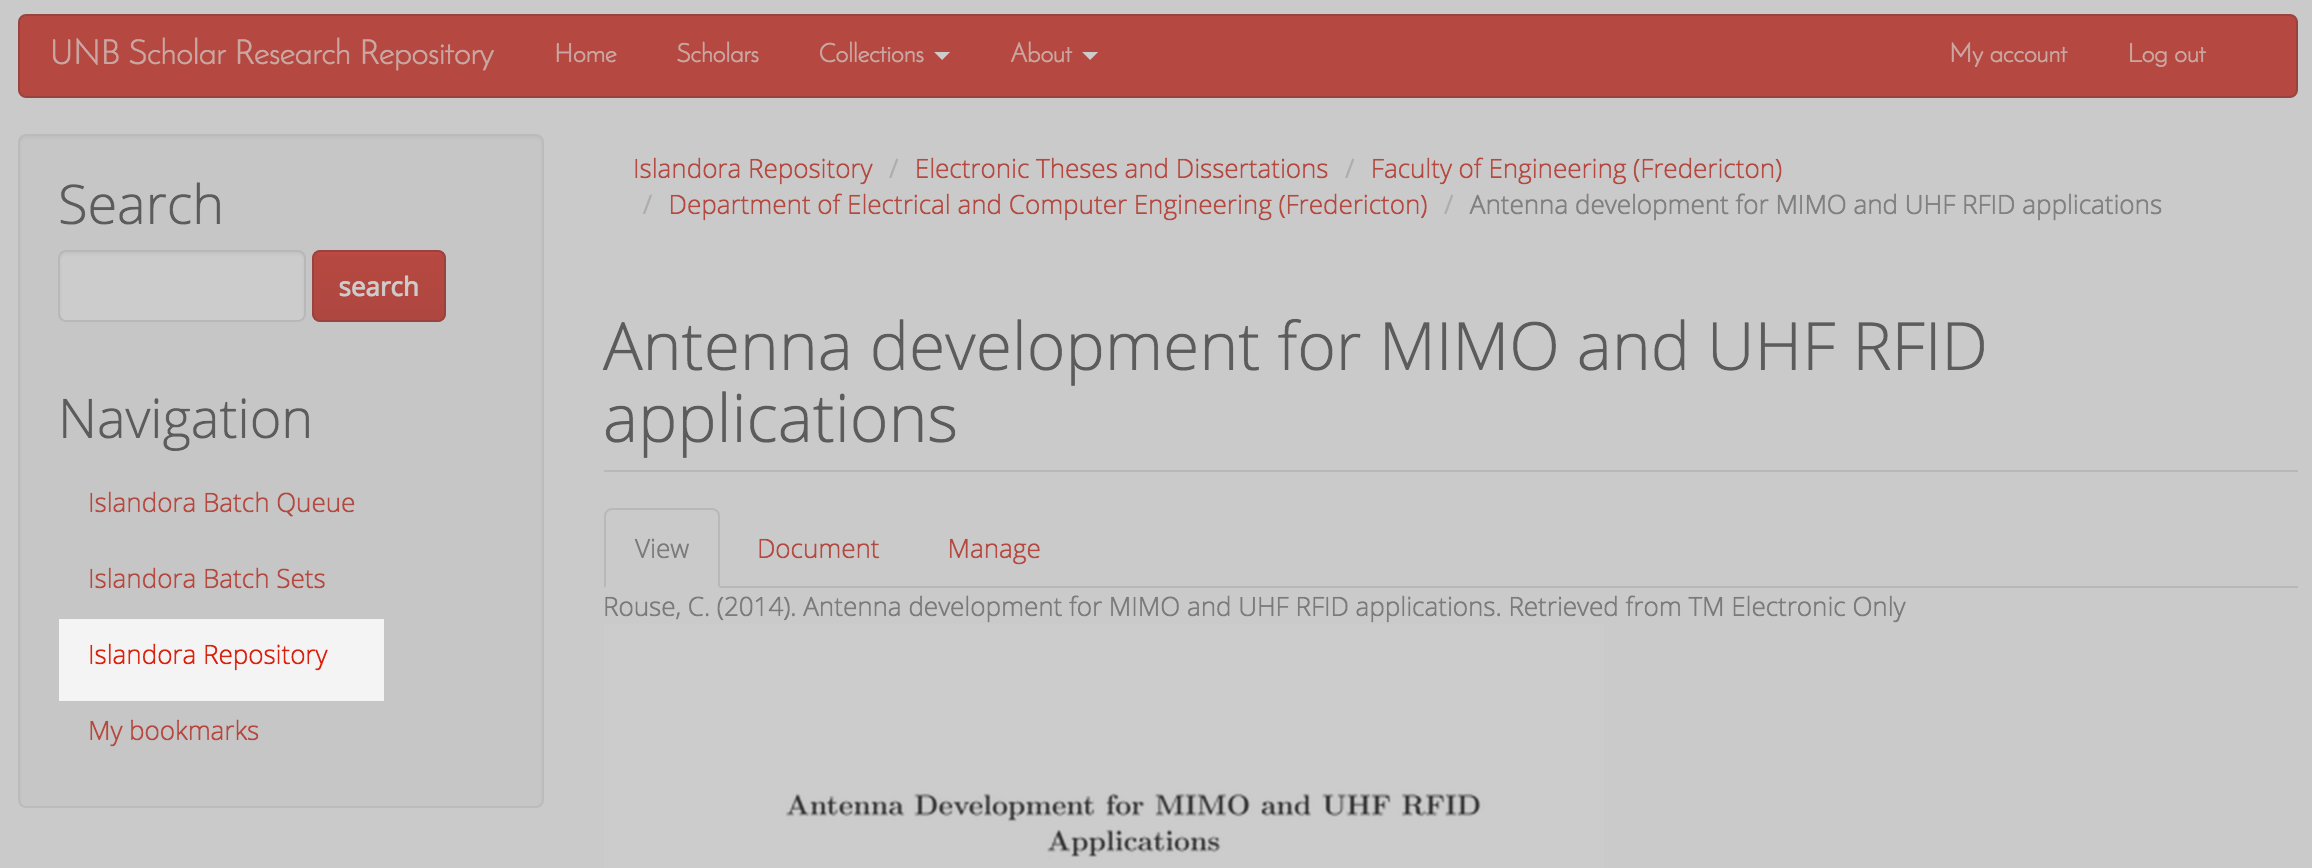 UNB Scholar Research Repository Home Scholars Collections About My account Log out
Search
search
Navigation
Islandora Batch Queue
Islandora Batch Sets
Islandora Repository
My bookmarks
Islandora Repository / Electronic Theses and Dissertations / Faculty of Engineering (Fredericton)
/ Department of Electrical and Computer Engineering (Fredericton) / Antenna development for MIMO and UHF RFID applications
Antenna development for MIMO and UHF RFID
applications
View Document Manage
Rouse, C. (2014). Antenna development for MIMO and UHF RFID applications. Retrieved from TM Electronic Only
Antenna Development for MIMO and UHF RFID
Applications